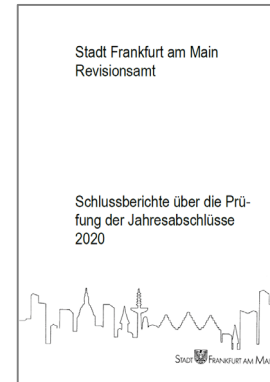 Stadt Frankfurt am Main
Revisionsamt
Schlussberichte über die Prü-
fung der Jahresabschlüsse
2020
STADT FRANKFURT AM MAIN